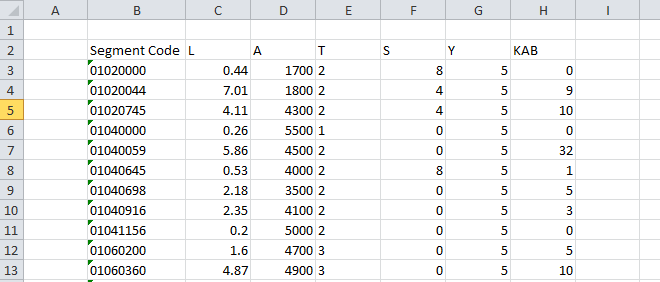 A B C D E F G H I
1
2 Segment Code L A T S Y KAB
3 01020000 0.44 1700 2 8 5 0
4 01020044 7.01 1800 2 4 5 9
5 01020745 4.11 4300 2 4 5 10
6 01040000 0.26 5500 1 0 5 0
7 01040059 5.86 4500 2 0 5 32
8 01040645 0.53 4000 2 8 5 1
9 01040698 2.18 3500 2 0 5 5
10 01040916 2.35 4100 2 0 5 3
11 01041156 0.2 5000 2 0 5 0
12 01060200 1.6 4700 3 0 5 5
13 01060360 4.87 4900 3 0 5 10